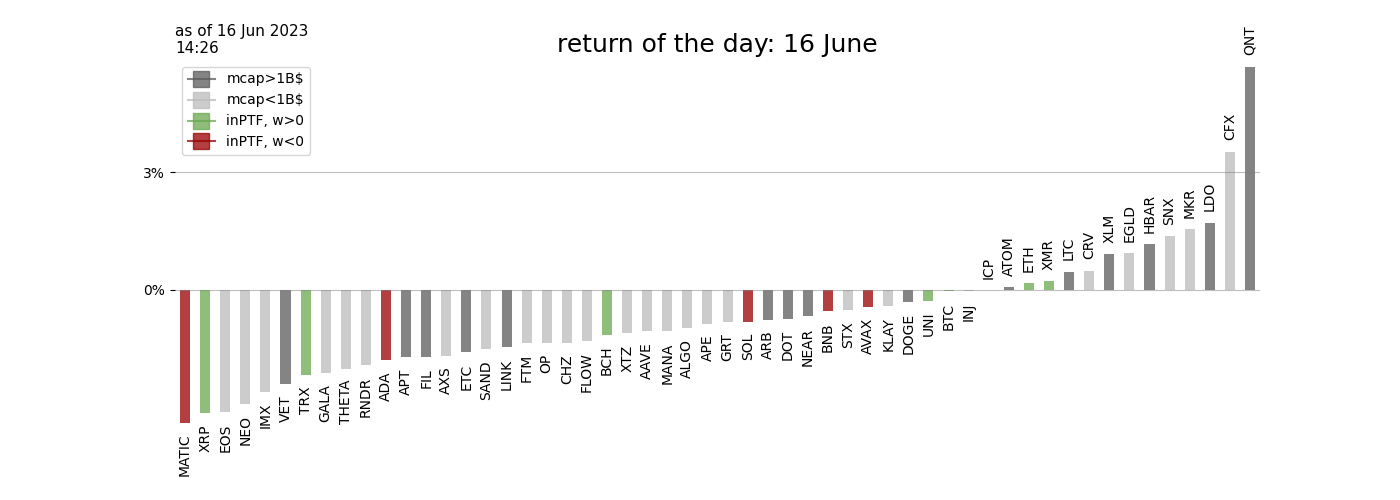 as of 16 Jun 2023
14:26
return of the day: 16 June
mcap>1B$
mcap<1B$
inPTF, w>0
inPTF, w<0
3%
0%
MATIC
XRP
EOS
NEO
IMX
VET
TRX
GALA
THETA
RNDR
ADA
APT
FIL
AXS
ETC
SAND
LINK
FTM
OP
CHZ
FLOW
BCH
XTZ
AAVE
MANA
ALGO
APE
GRT
SOL
ARB
DOT
NEAR
BNB
STX
AVAX
KLAY
DOGE
UNI
BTC
INJ
ICP
ATOM
ETH
XMR
LTC
CRV
XLM
EGLD
HBAR
SNX
MKR
LDO
CFX
QNT